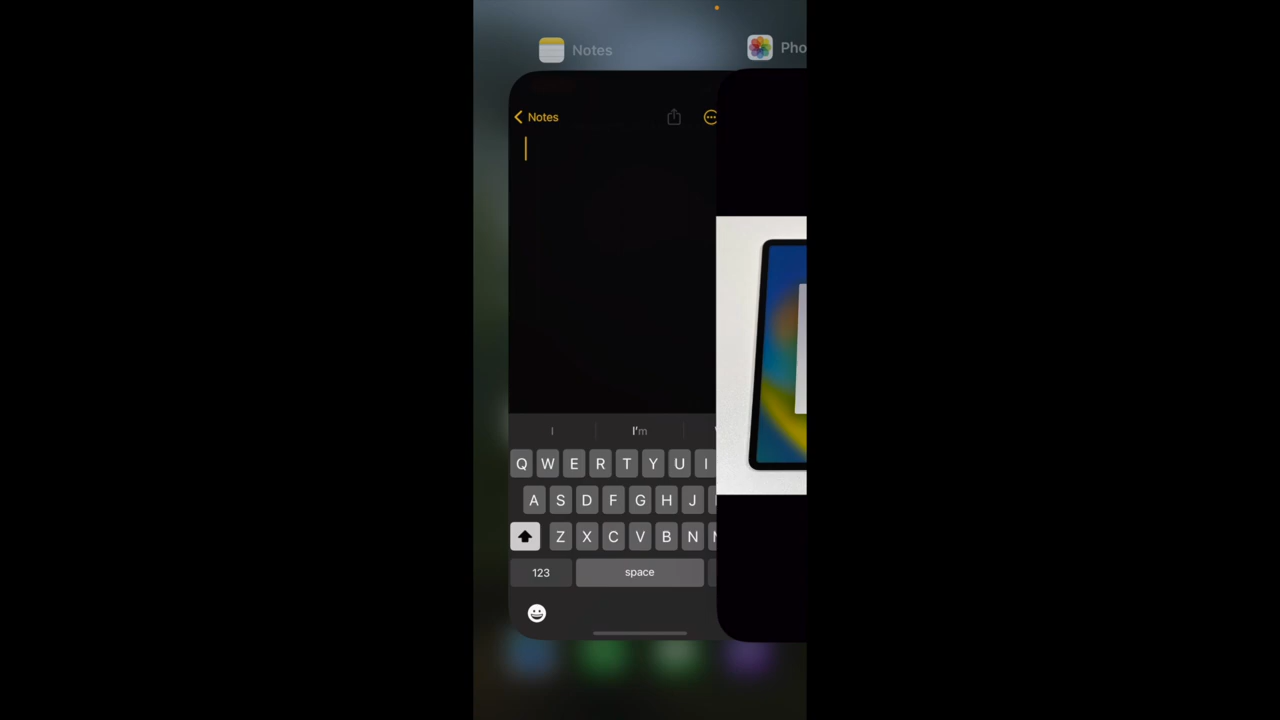 Notes
Pho
Notes
I
I'm
Q W E R T Y U I
A S D F G H J
Z X C V B N
123
space